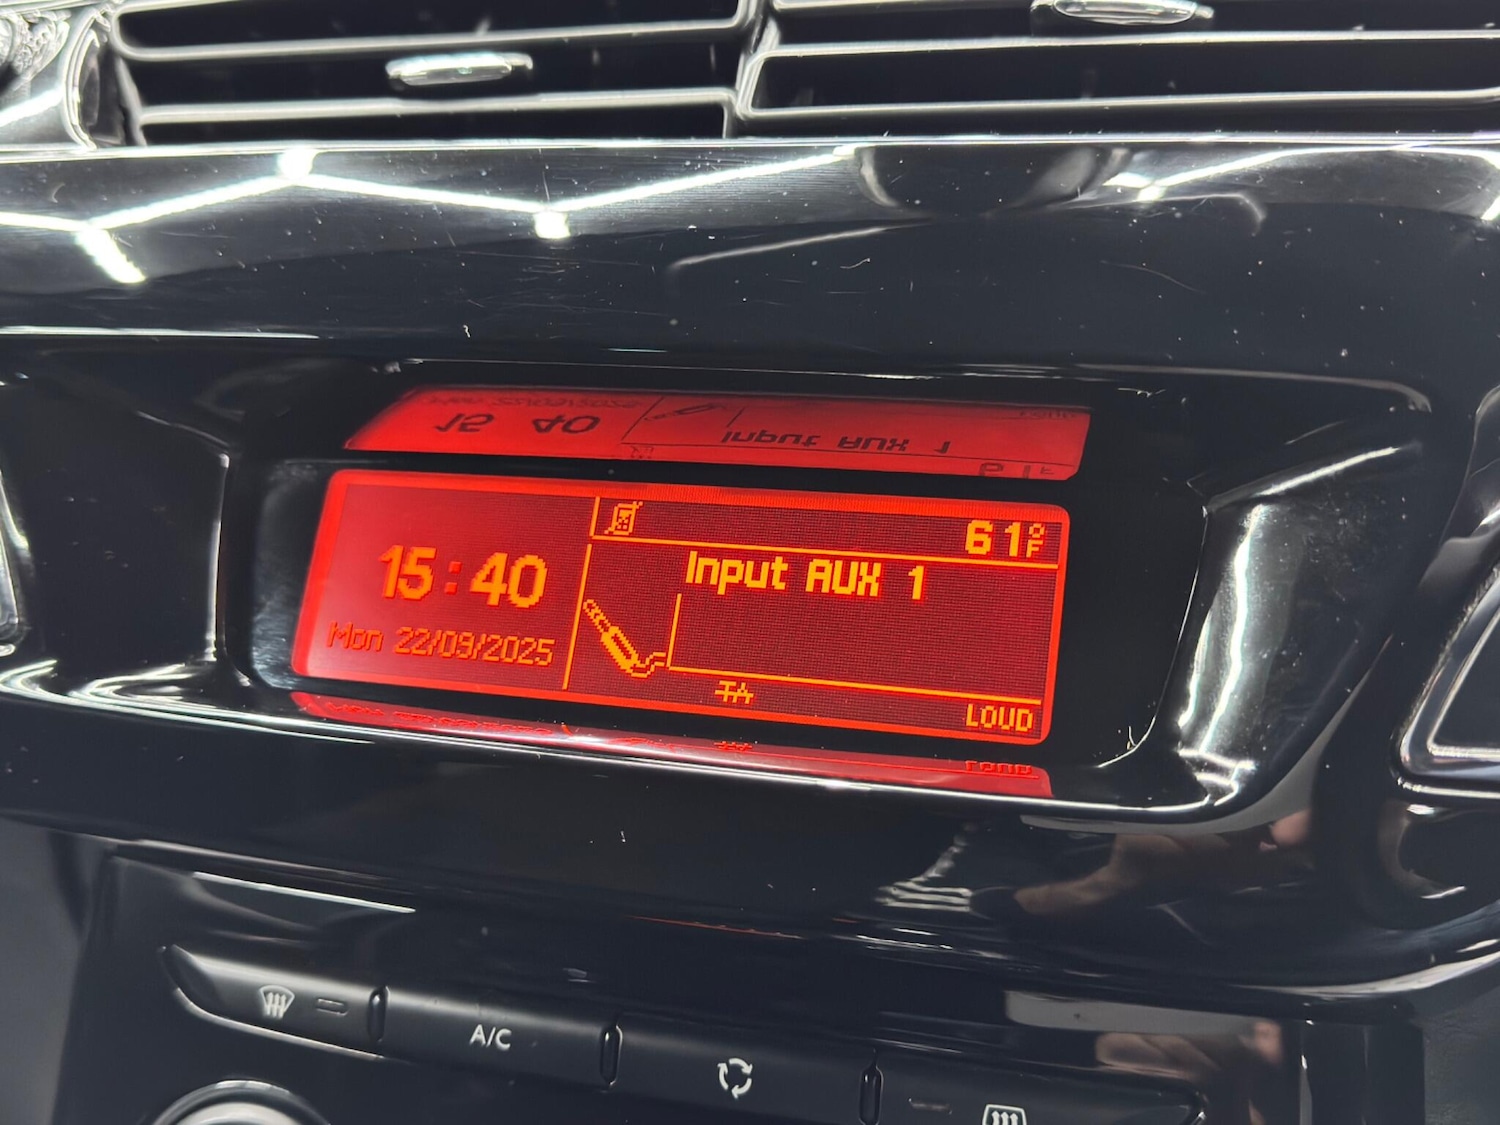 61°F
Input AUX 1
15:40
Mon 22/09/2025
TA
LOUD
A/C